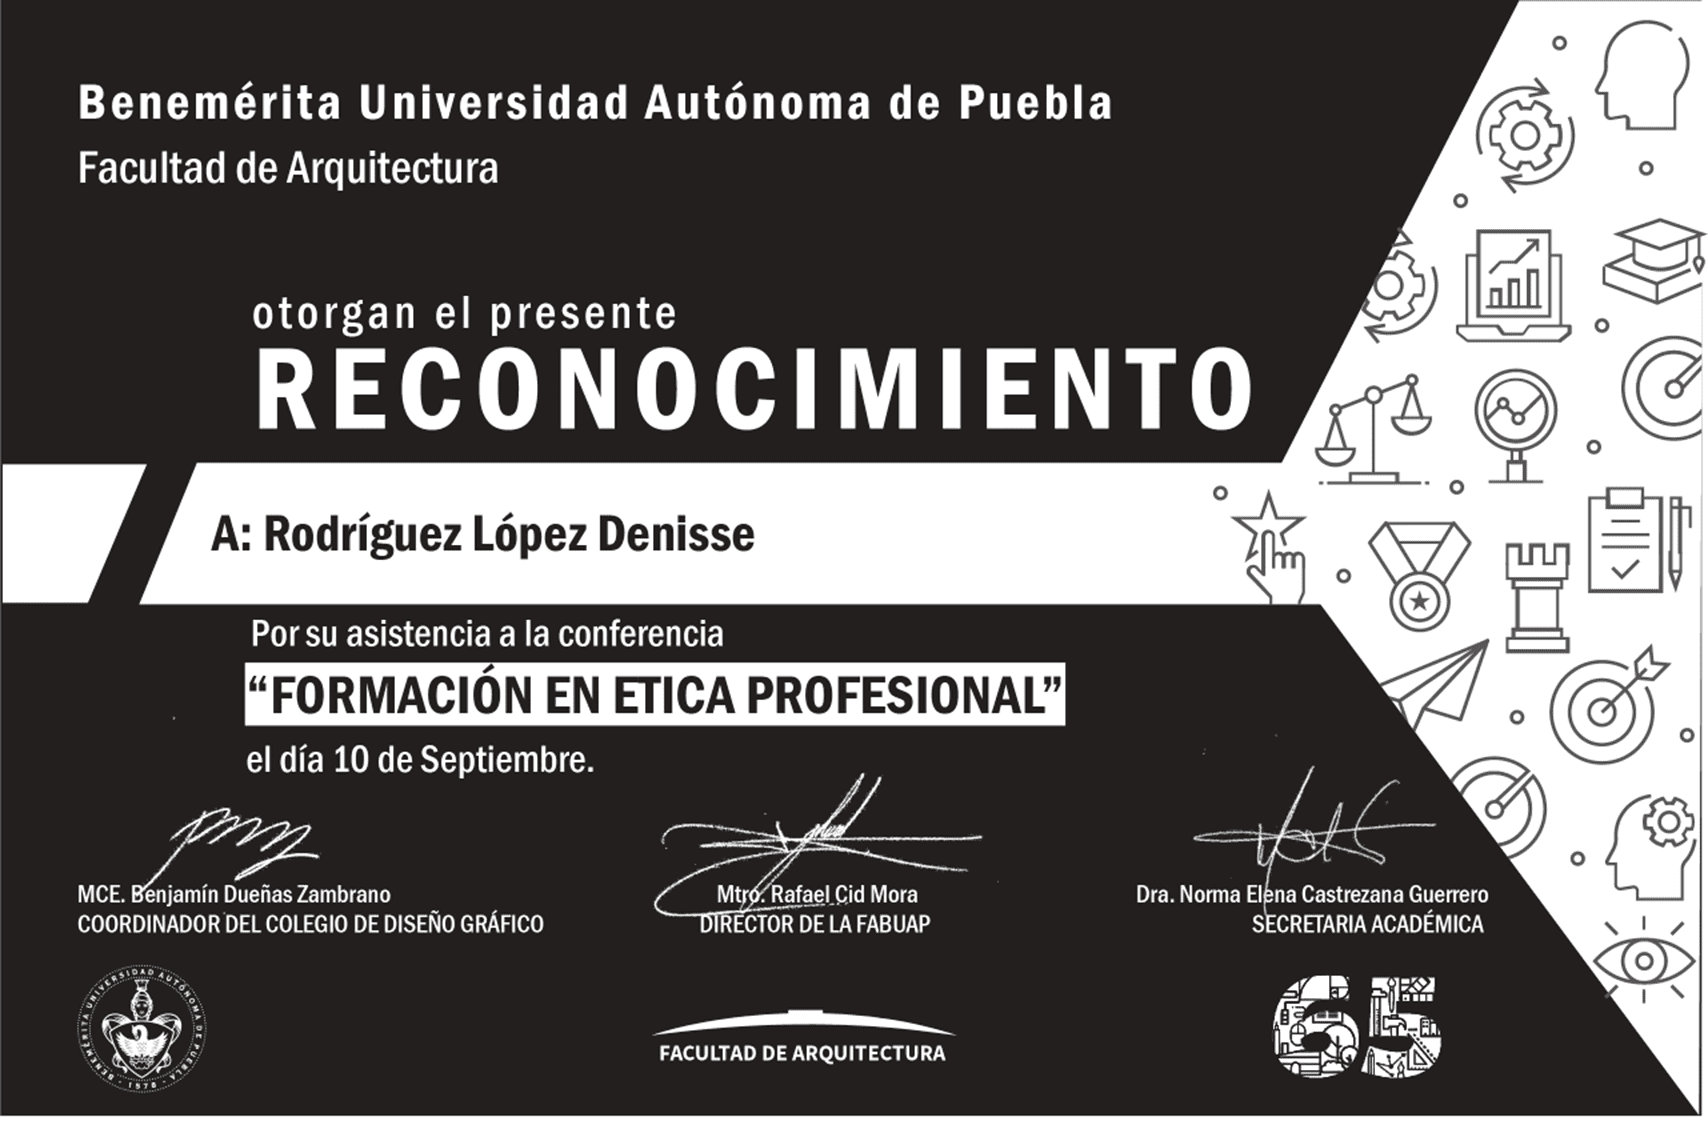 Benemérita Universidad Autónoma de Puebla
Facultad de Arquitectura
otorgan el presente
RECONOCIMIENTO
A: Rodríguez López Denisse
Por su asistencia a la conferencia
“FORMACIÓN EN ETICA PROFESIONAL”
el día 10 de Septiembre.
MCE. Benjamín Dueñas Zambrano
COORDINADOR DEL COLEGIO DE DISEÑO GRÁFICO
Mtro. Rafael Cid Mora
DIRECTOR DE LA FABUAP
Dra. Norma Elena Castrezana Guerrero
SECRETARIA ACADÉMICA
BENEMÉRITA UNIVERSIDAD AUTÓNOMA DE PUEBLA
· 1578 ·
FACULTAD DE ARQUITECTURA
65